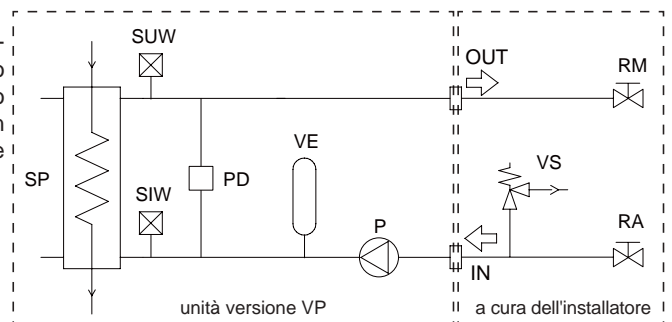 SUW
OUT
RM
VE
VS
SP
PD
SIW
P
RA
IN
unità versione VP
a cura dell'installatore